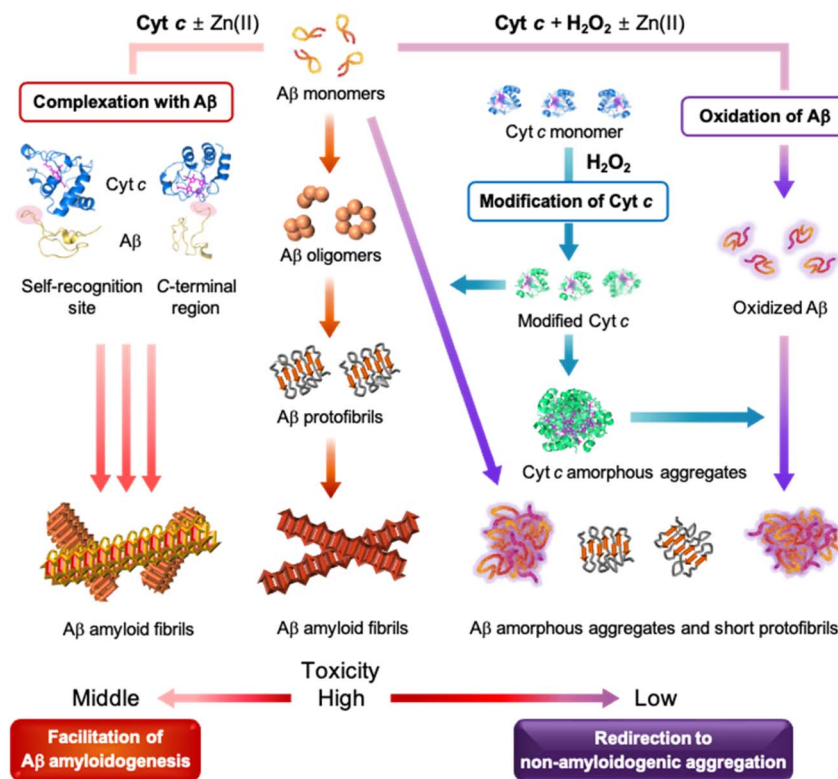 Cyt c ± Zn(II)
Cyt c + H₂O₂ ± Zn(II)
Complexation with Aβ
Aβ monomers
Cyt c monomer
Oxidation of Aβ
H₂O₂
Cyt c
Modification of Cyt c
Aβ
Aβ oligomers
Self-recognition
site
C-terminal
region
Modified Cyt c
Oxidized Aβ
Aβ protofibrils
Cyt c amorphous aggregates
Aβ amyloid fibrils
Aβ amyloid fibrils
Aβ amorphous aggregates and short protofibrils
Toxicity
Middle
High
Low
Facilitation of
Aβ amyloidogenesis
Redirection to
non-amyloidogenic aggregation